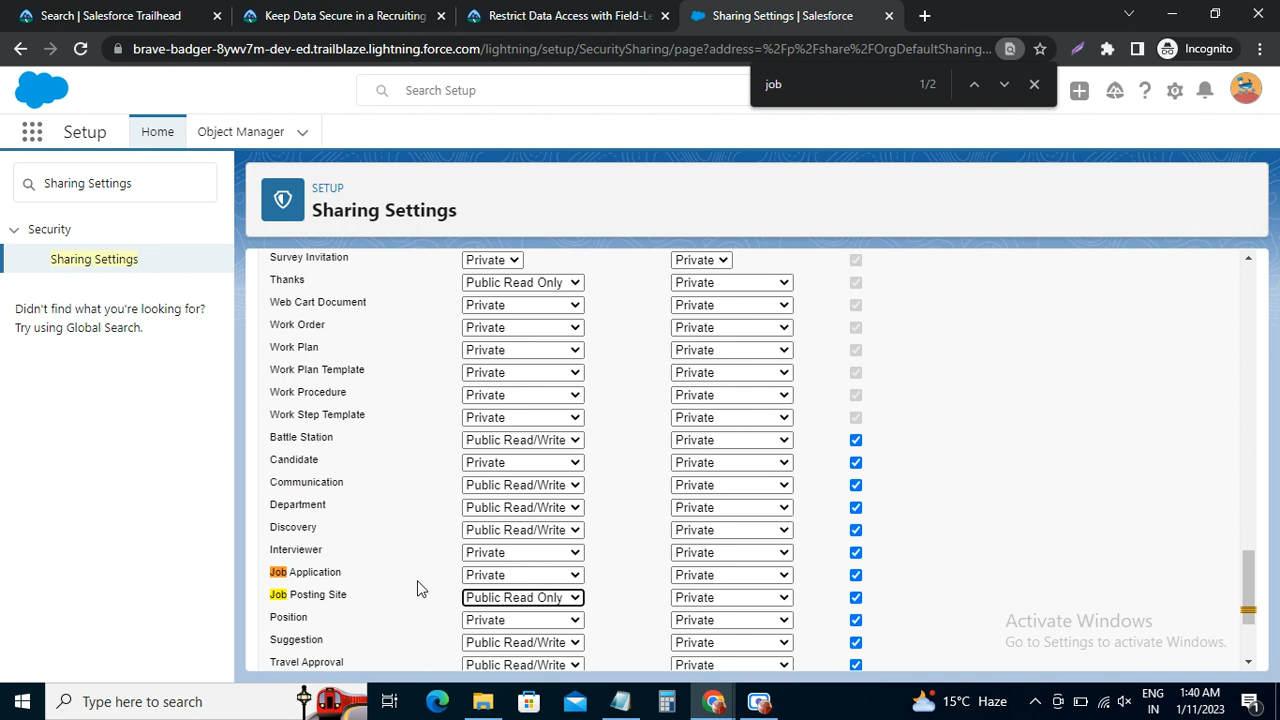 Search | Salesforce Trailhead
Keep Data Secure in a Recruiting
Restrict Data Access with Field-Le
Sharing Settings | Salesforce
brave-badger-8ywv7m-dev-ed.trailblaze.lightning.force.com/lightning/setup/SecuritySharing/page?address=%2Fp%2Fshare%2FOrgDefaultSharing...
Incognito
job 1/2
Search Setup
Setup Home Object Manager
Sharing Settings
Security
Sharing Settings
Didn't find what you're looking for?
Try using Global Search.
SETUP
Sharing Settings
Survey Invitation Private Private
Thanks Public Read Only Private
Web Cart Document Private Private
Work Order Private Private
Work Plan Private Private
Work Plan Template Private Private
Work Procedure Private Private
Work Step Template Private Private
Battle Station Public Read/Write Private
Candidate Private Private
Communication Public Read/Write Private
Department Public Read/Write Private
Discovery Public Read/Write Private
Interviewer Private Private
Job Application Private Private
Job Posting Site Public Read Only Private
Position Private Private
Suggestion Public Read/Write Private
Travel Approval Public Read/Write Private
Activate Windows
Go to Settings to activate Windows.
Type here to search
15°C Haze
ENG
IN
1:40 AM
1/11/2023
1